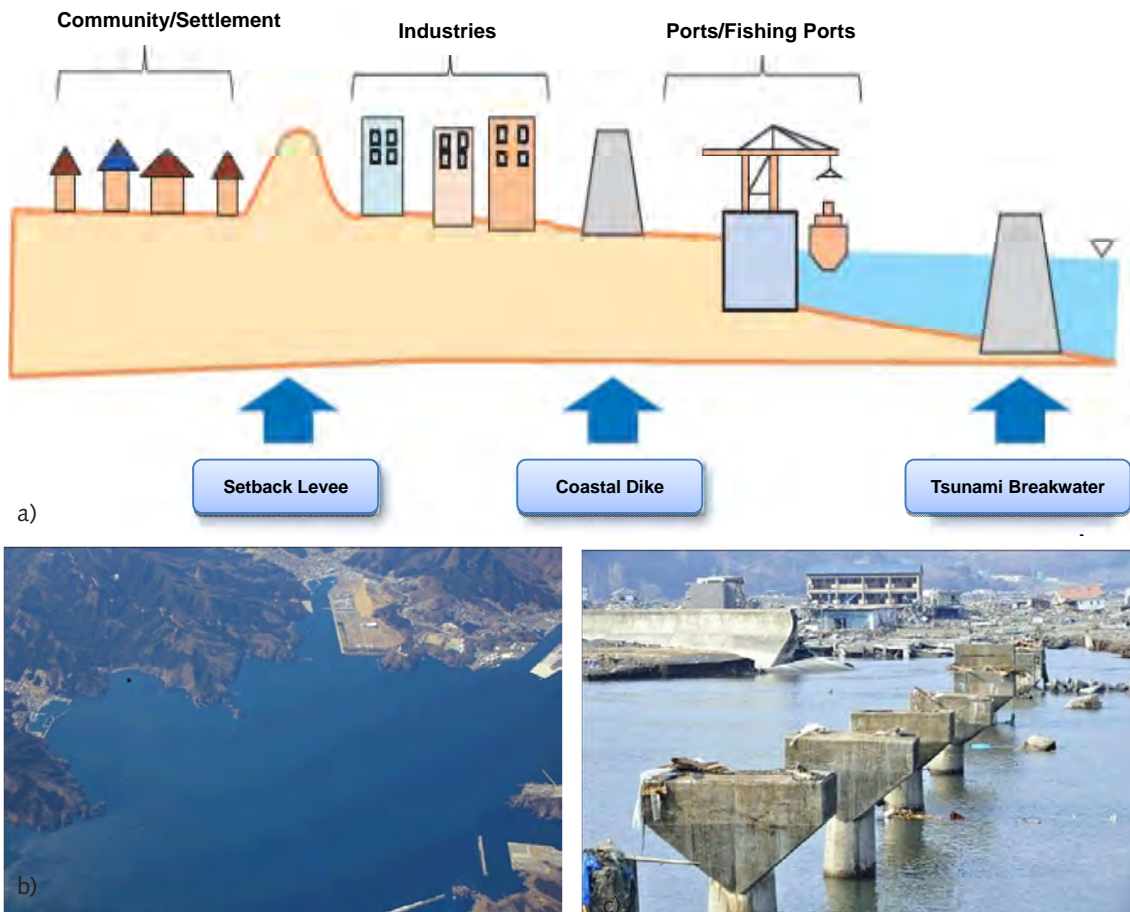 Community/Settlement
Industries
Ports/Fishing Ports
Setback Levee
Coastal Dike
Tsunami Breakwater
a)
b)
c)